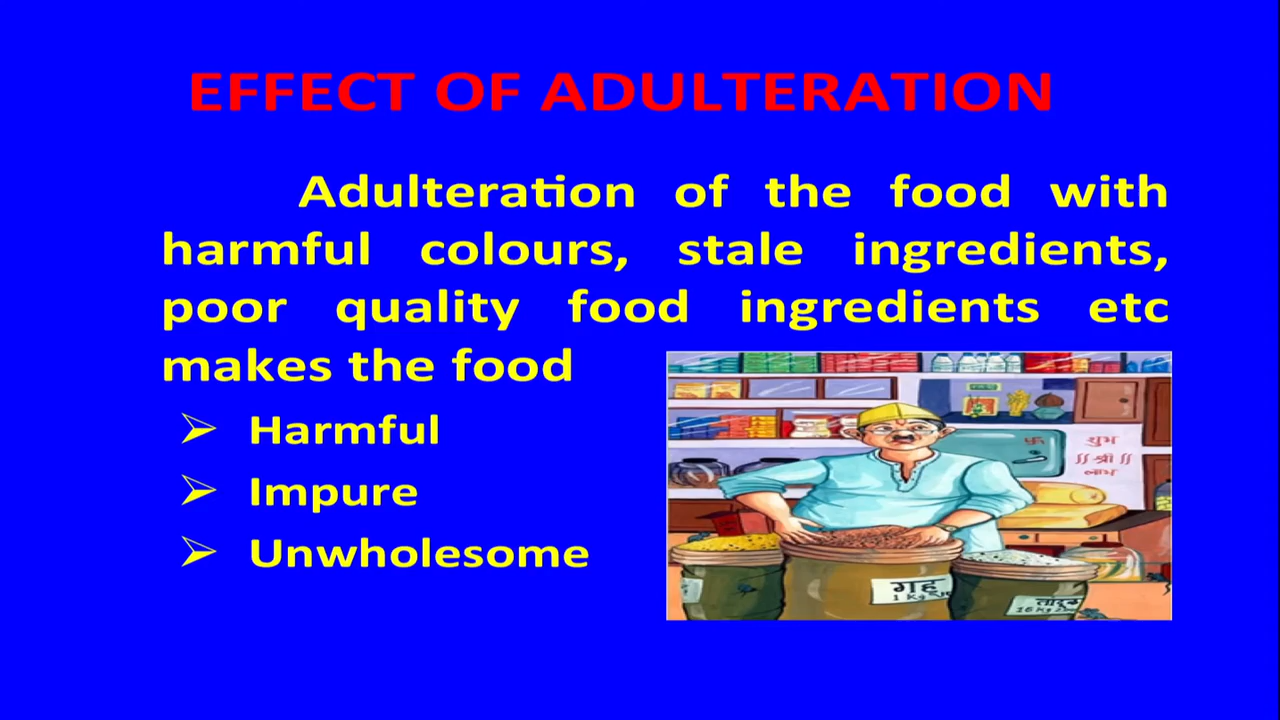 EFFECT OF ADULTERATION
Adulteration of the food with
harmful colours, stale ingredients,
poor quality food ingredients etc
makes the food
➢ Harmful
➢ Impure
➢ Unwholesome
शुभ
॥ श्री ॥
लाभ
गहू
1 Kg
16 Kg